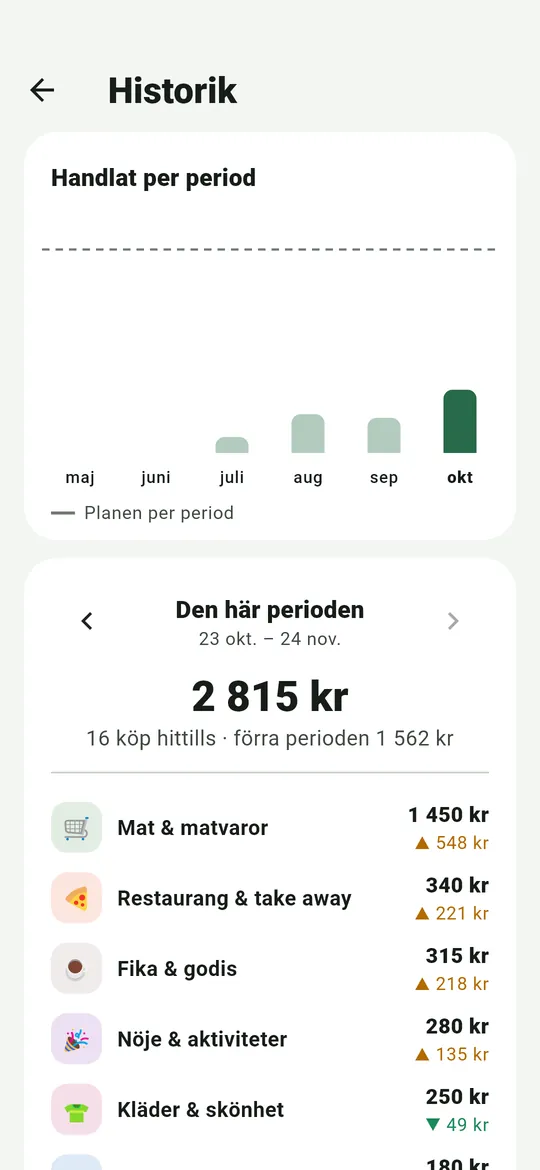 Historik
Handlat per period
maj juni juli aug sep okt
Planen per period
Den här perioden
23 okt. – 24 nov.
2 815 kr
16 köp hittills · förra perioden 1 562 kr
Mat & matvaror
1 450 kr
▲ 548 kr
Restaurang & take away
340 kr
▲ 221 kr
Fika & godis
315 kr
▲ 218 kr
Nöje & aktiviteter
280 kr
▲ 135 kr
Kläder & skönhet
250 kr
▼ 49 kr
180 kr